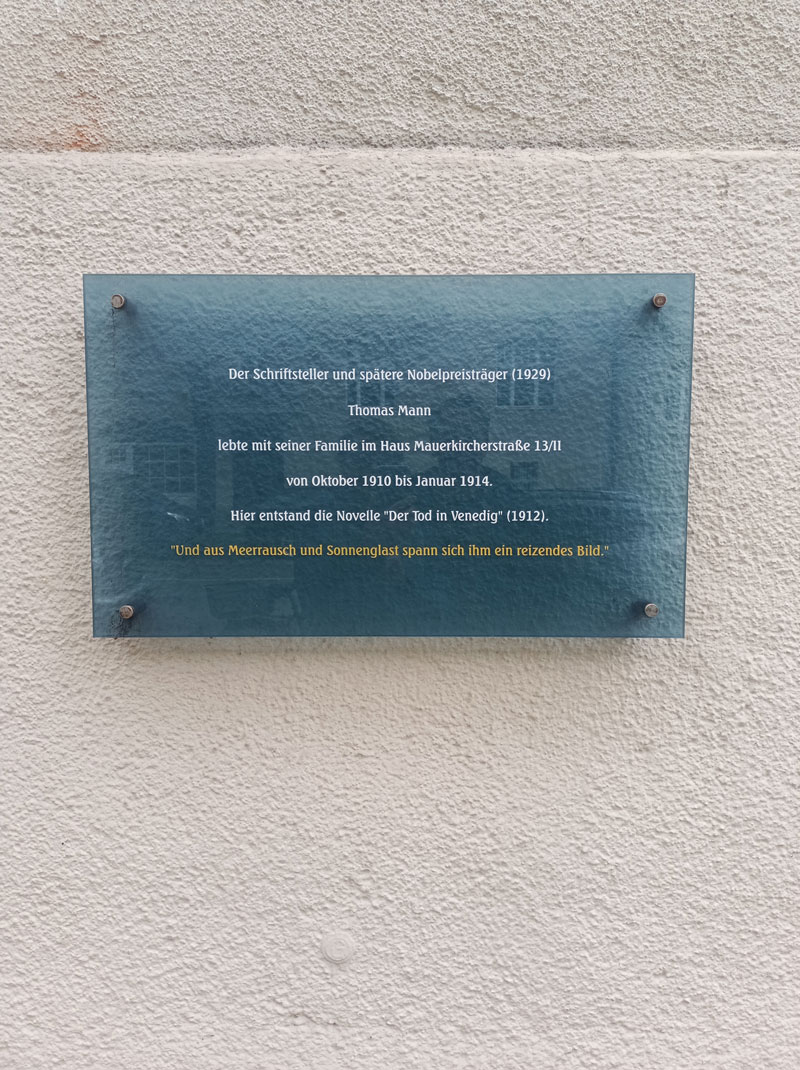 Der Schriftsteller und spätere Nobelpreisträger (1929)
Thomas Mann
lebte mit seiner Familie im Haus Mauerkircherstraße 13/II
von Oktober 1910 bis Januar 1914.
Hier entstand die Novelle "Der Tod in Venedig" (1912).
"Und aus Meerrausch und Sonnenglast spann sich ihm ein reizendes Bild."